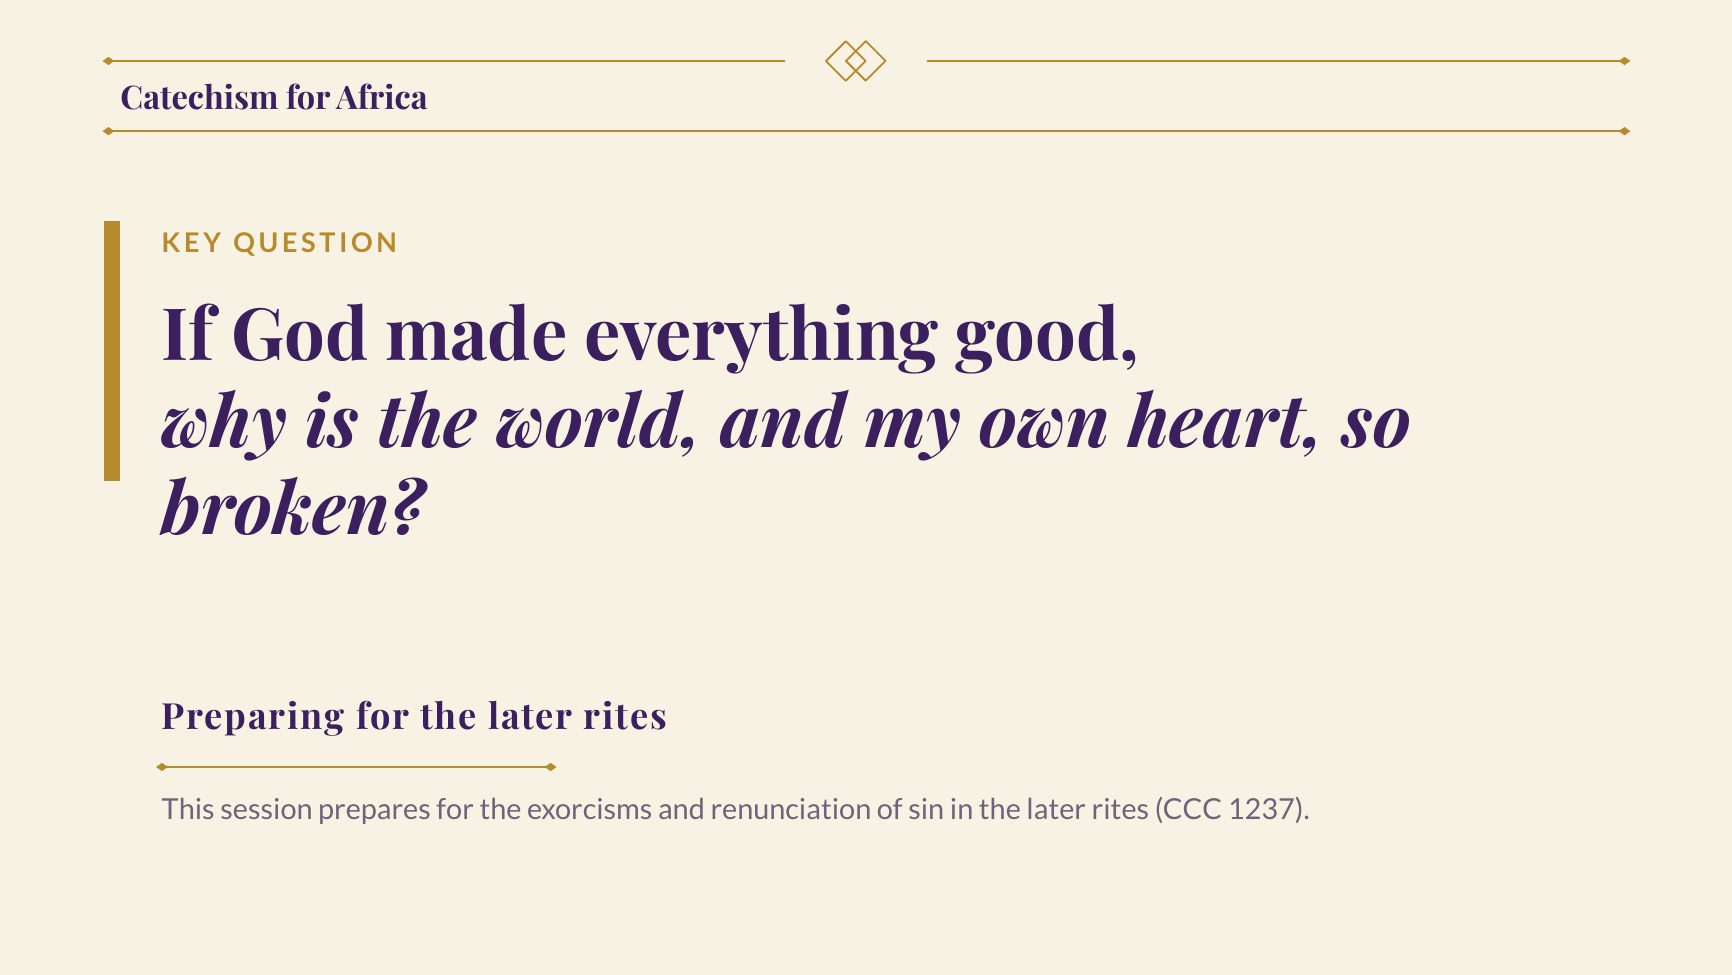 Catechism for Africa
KEY QUESTION
If God made everything good,
why is the world, and my own heart, so
broken?
Preparing for the later rites
This session prepares for the exorcisms and renunciation of sin in the later rites (CCC 1237).